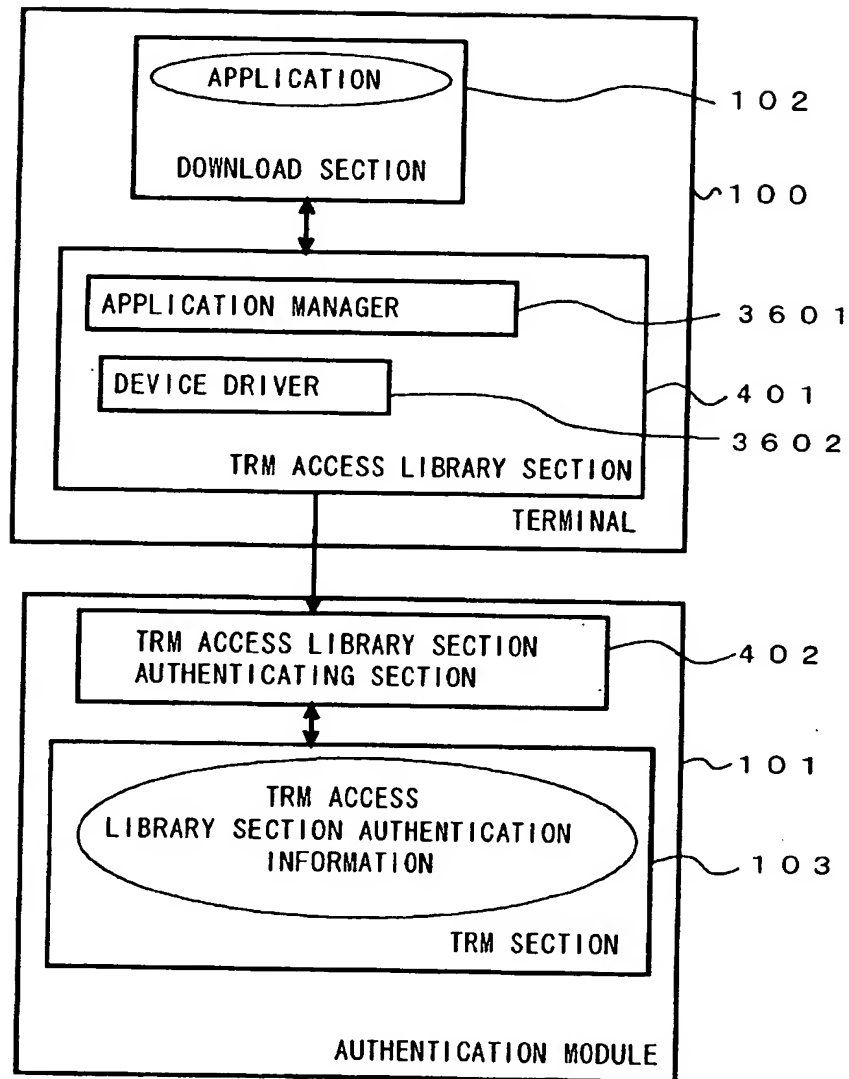 APPLICATION
102
DOWNLOAD SECTION
100
APPLICATION MANAGER
3601
DEVICE DRIVER
401
3602
TRM ACCESS LIBRARY SECTION
TERMINAL
TRM ACCESS LIBRARY SECTION
AUTHENTICATING SECTION
402
101
TRM ACCESS
LIBRARY SECTION AUTHENTICATION
INFORMATION
103
TRM SECTION
AUTHENTICATION MODULE